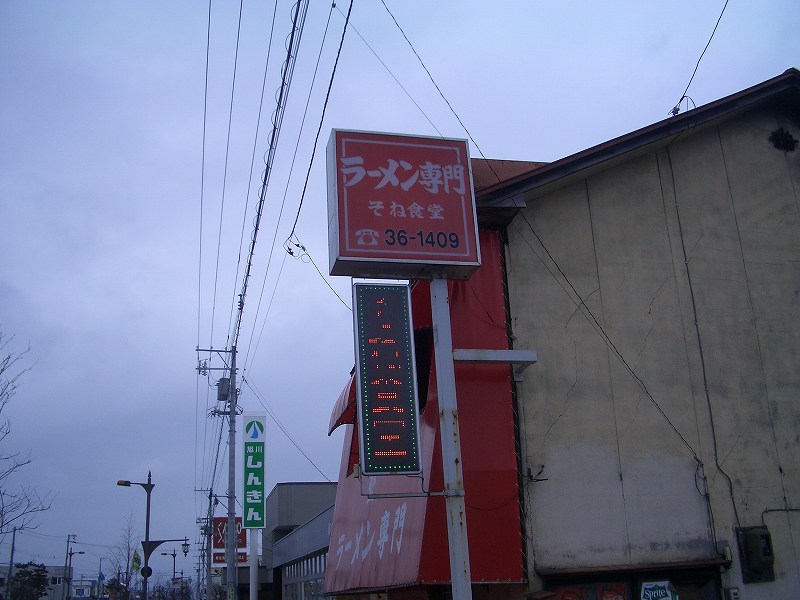 ラーメン専門
そね食堂
☎36-1409
旭川
しんきん
ラーメン専門
Sprite